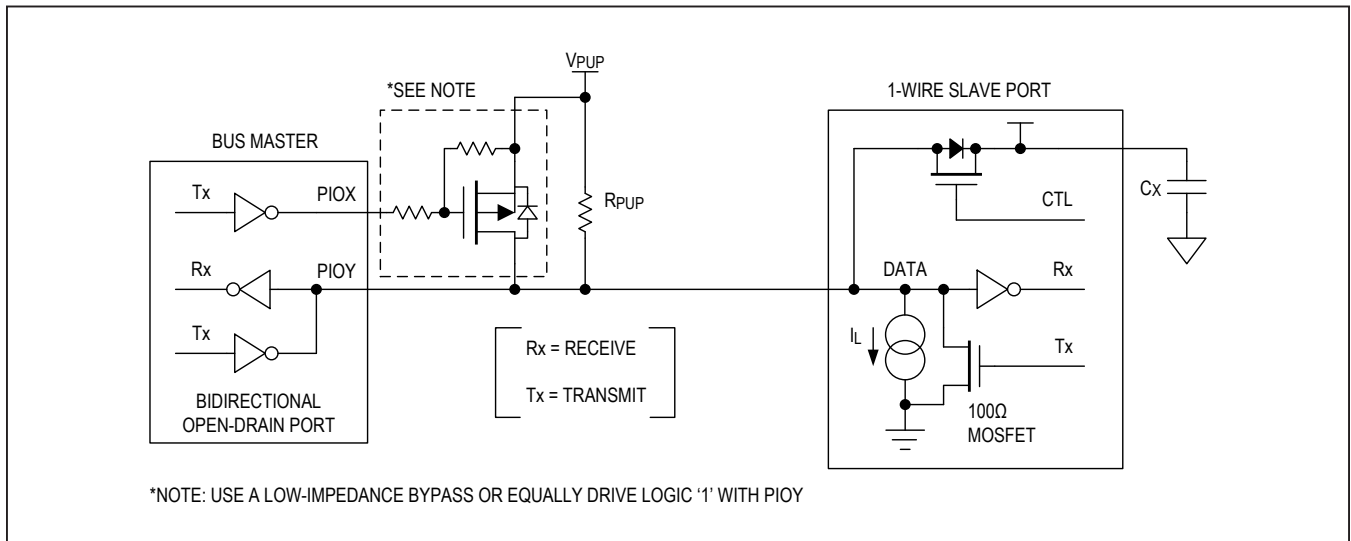 VPUP
*SEE NOTE
1-WIRE SLAVE PORT
BUS MASTER
Tx
PIOX
RPUP
CTL
CX
Rx
PIOY
DATA
Rx
Tx
IL
Tx
Rx = RECEIVE
Tx = TRANSMIT
BIDIRECTIONAL
OPEN-DRAIN PORT
100Ω
MOSFET
*NOTE: USE A LOW-IMPEDANCE BYPASS OR EQUALLY DRIVE LOGIC ‘1’ WITH PIOY